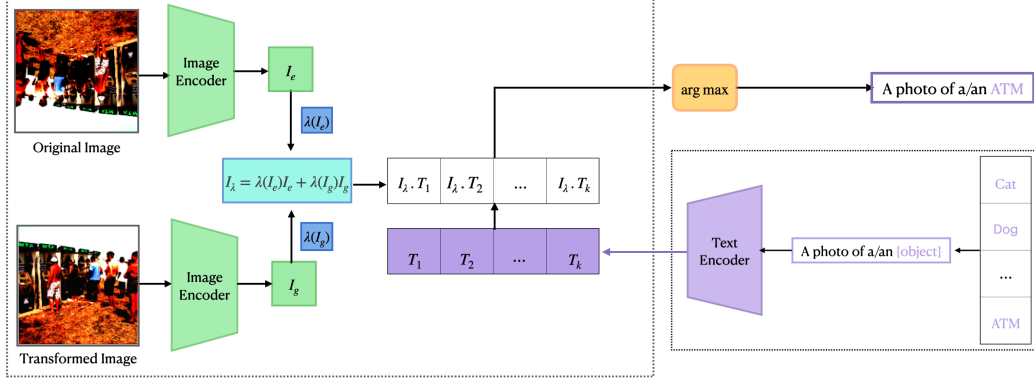 Original Image
Image
Encoder
I_e
λ(I_e)
I_λ = λ(I_e)I_e + λ(I_g)I_g
λ(I_g)
Image
Encoder
I_g
Transformed Image
I_λ . T_1 I_λ . T_2 ... I_λ . T_k
T_1 T_2 ... T_k
arg max
A photo of a/an ATM
Text
Encoder
A photo of a/an {object}
Cat
Dog
...
ATM